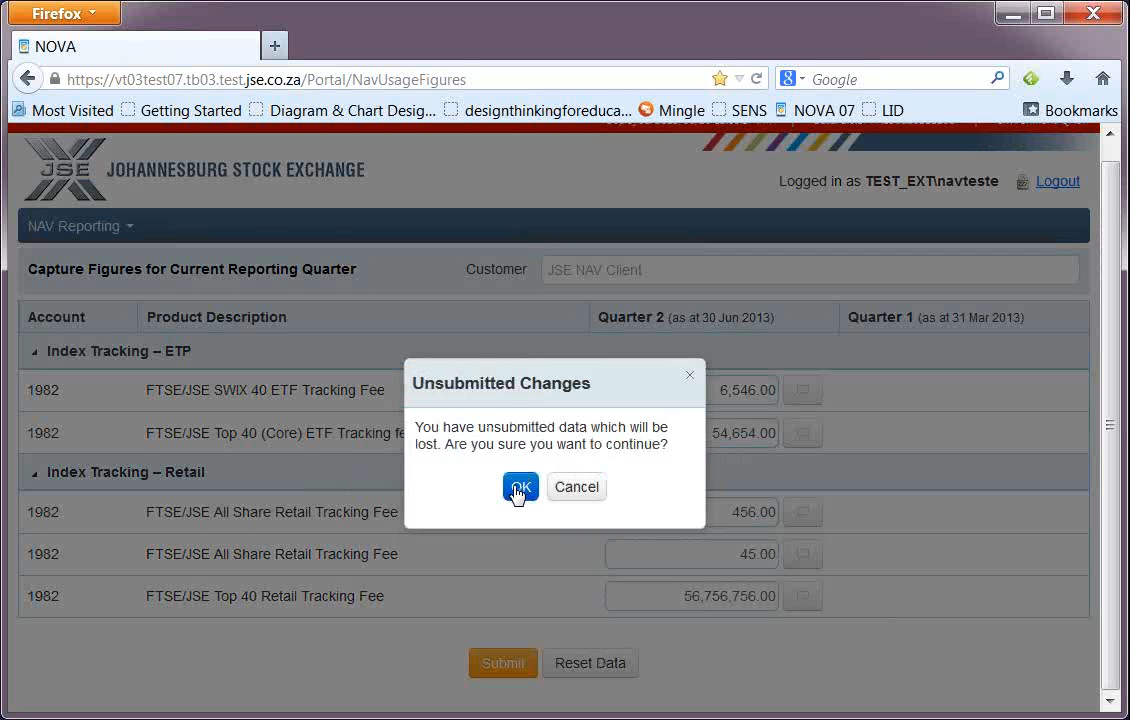 Firefox
NOVA
https://vt03test07.tb03.test.jse.co.za/Portal/NavUsageFigures
Google
Most Visited Getting Started Diagram & Chart Desig... designthinkingforeduca... Mingle SENS NOVA 07 LID Bookmarks
JSE JOHANNESBURG STOCK EXCHANGE
Logged in as TEST_EXT\navteste Logout
NAV Reporting
Capture Figures for Current Reporting Quarter Customer JSE NAV Client
Account Product Description Quarter 2 (as at 30 Jun 2013) Quarter 1 (as at 31 Mar 2013)
Index Tracking – ETP
1982 FTSE/JSE SWIX 40 ETF Tracking Fee 6,546.00
1982 FTSE/JSE Top 40 (Core) ETF Tracking fe 54,654.00
Index Tracking – Retail
1982 FTSE/JSE All Share Retail Tracking Fee 456.00
1982 FTSE/JSE All Share Retail Tracking Fee 45.00
1982 FTSE/JSE Top 40 Retail Tracking Fee 56,756,756.00
Submit Reset Data
Unsubmitted Changes
You have unsubmitted data which will be
lost. Are you sure you want to continue?
OK Cancel